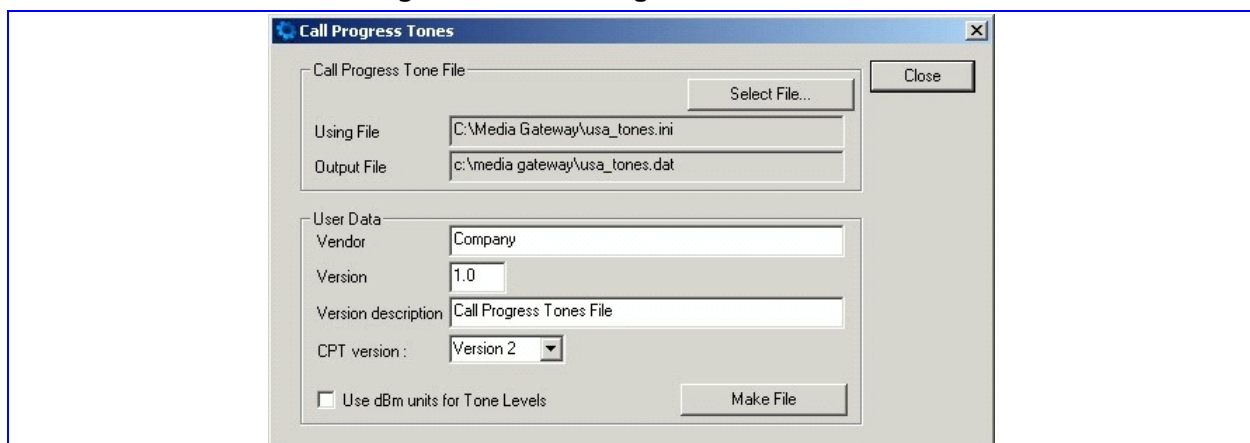 Call Progress Tones
Call Progress Tone File
Close
Select File...
Using File C:\Media Gateway\usa_tones.ini
Output File c:\media gateway\usa_tones.dat
User Data
Vendor Company
Version 1.0
Version description Call Progress Tones File
CPT version : Version 2
Use dBm units for Tone Levels Make File